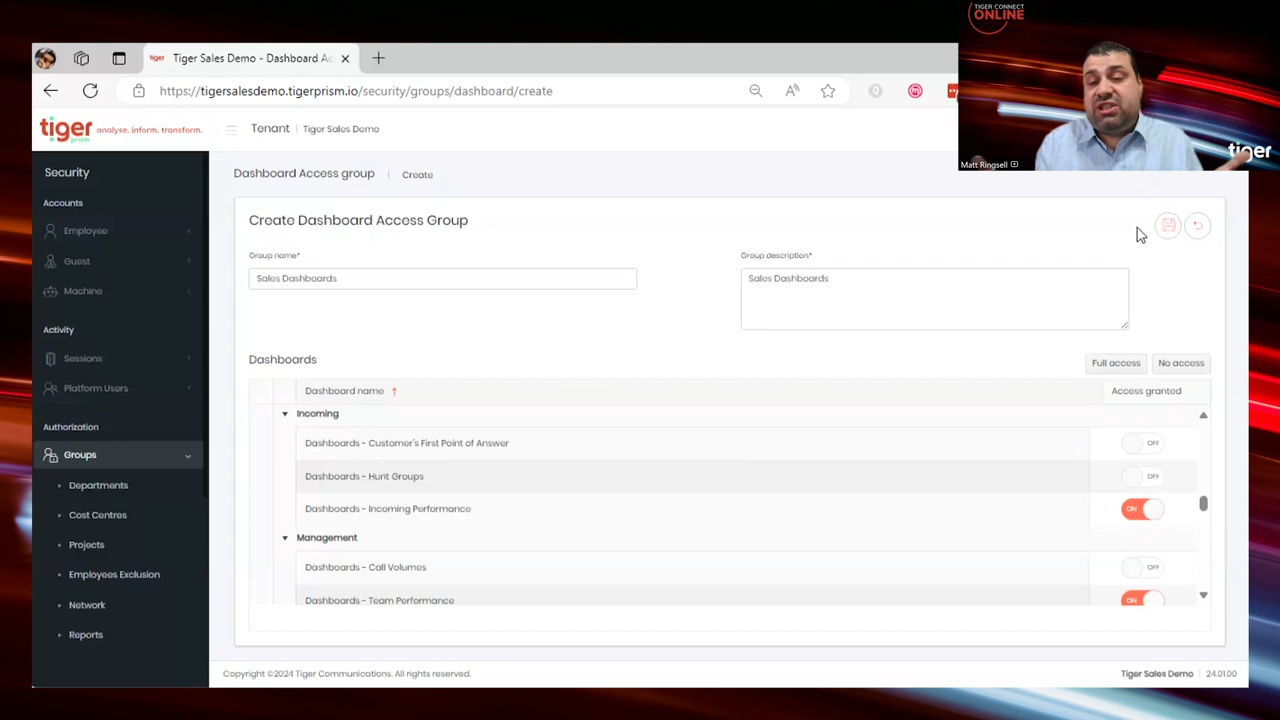 TIGER CONNECT
ONLINE
tiger
Matt Ringsell
tiger Tiger Sales Demo - Dashboard Ac
https://tigersalesdemo.tigerprism.io/security/groups/dashboard/create
tiger prism analyse. inform. transform.
Tenant | Tiger Sales Demo
Security
Accounts
Employee
Guest
Machine
Activity
Sessions
Platform Users
Authorization
Groups
Departments
Cost Centres
Projects
Employees Exclusion
Network
Reports
Dashboard Access group | Create
Create Dashboard Access Group
Group name*
Sales Dashboards
Group description*
Sales Dashboards
Dashboards
Full access No access
Dashboard name Access granted
Incoming
Dashboards - Customer's First Point of Answer OFF
Dashboards - Hunt Groups OFF
Dashboards - Incoming Performance ON
Management
Dashboards - Call Volumes OFF
Dashboards - Team Performance ON
Copyright ©2024 Tiger Communications. All rights reserved.
Tiger Sales Demo | 24.01.00